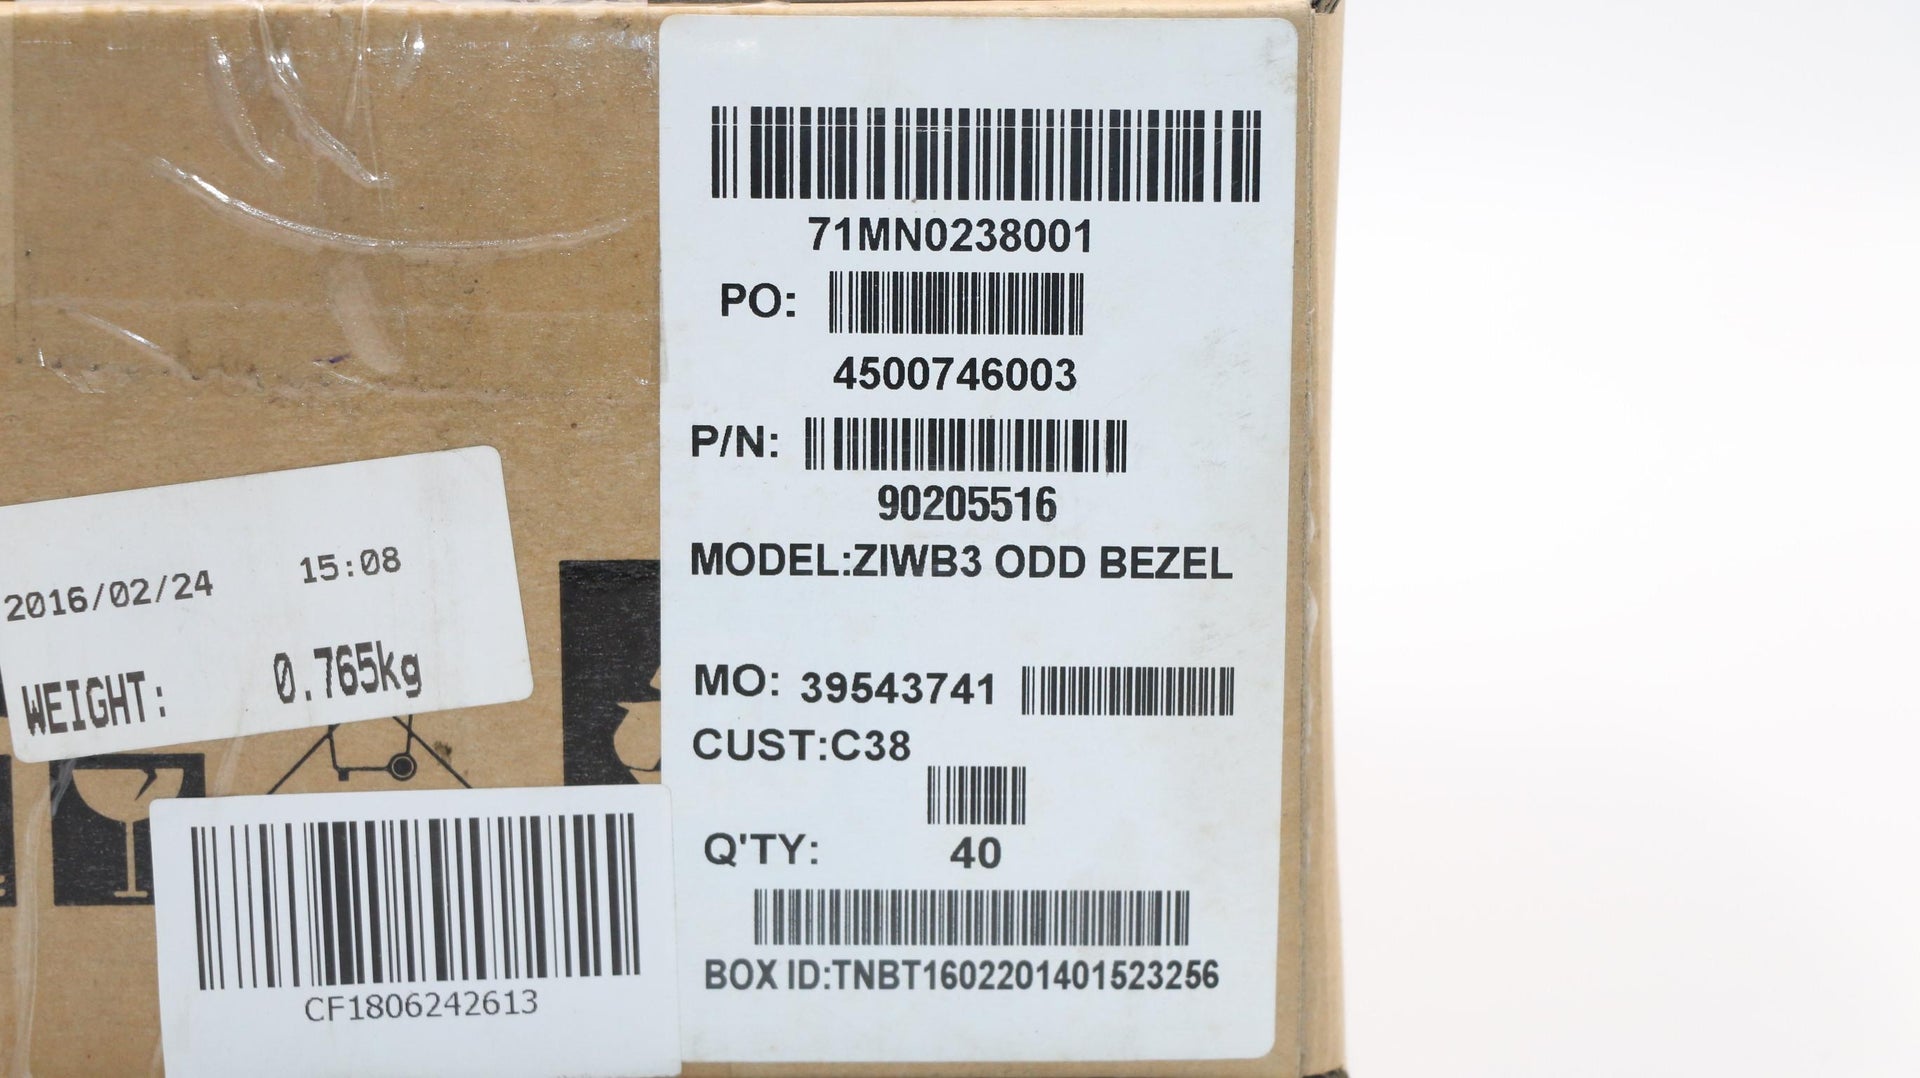 71MN0238001
PO:
4500746003
P/N:
90205516
MODEL:ZIWB3 ODD BEZEL
MO: 39543741
CUST:C38
Q'TY: 40
BOX ID:TNBT1602201401523256
2016/02/24 15:08
WEIGHT: 0.765kg
CF1806242613